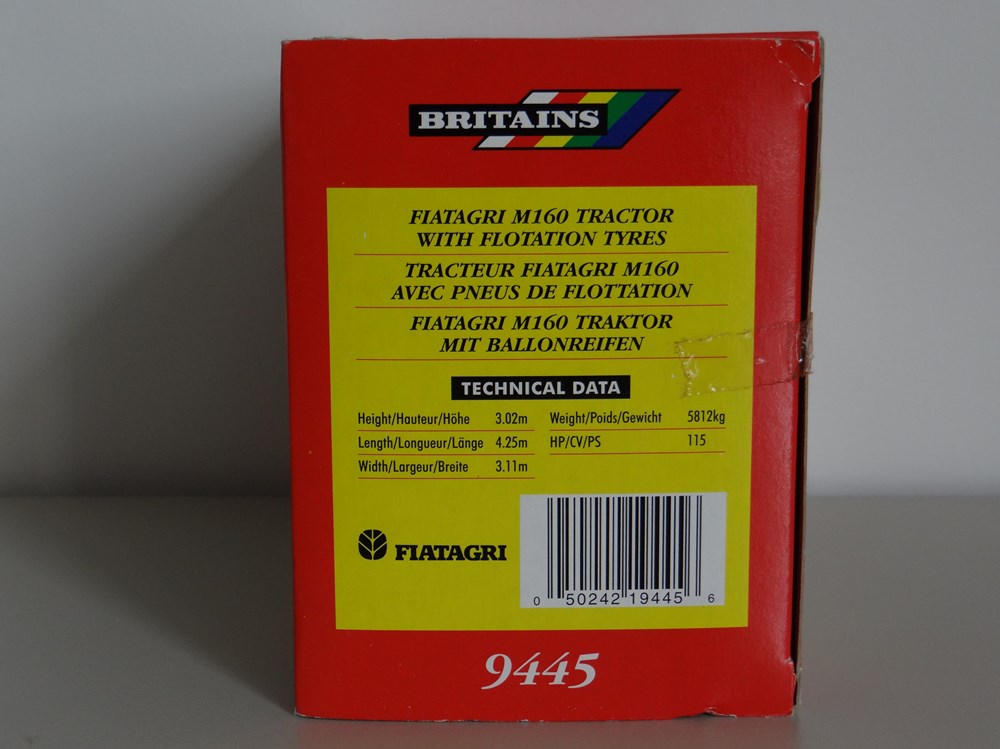 BRITAINS
FIATAGRI M160 TRACTOR
WITH FLOTATION TYRES
TRACTEUR FIATAGRI M160
AVEC PNEUS DE FLOTTATION
FIATAGRI M160 TRAKTOR
MIT BALLONREIFEN
TECHNICAL DATA
Height/Hauteur/Höhe 3.02m Weight/Poids/Gewicht 5812kg
Length/Longueur/Länge 4.25m HP/CV/PS 115
Width/Largeur/Breite 3.11m
FIATAGRI
0 50242 19445 6
9445